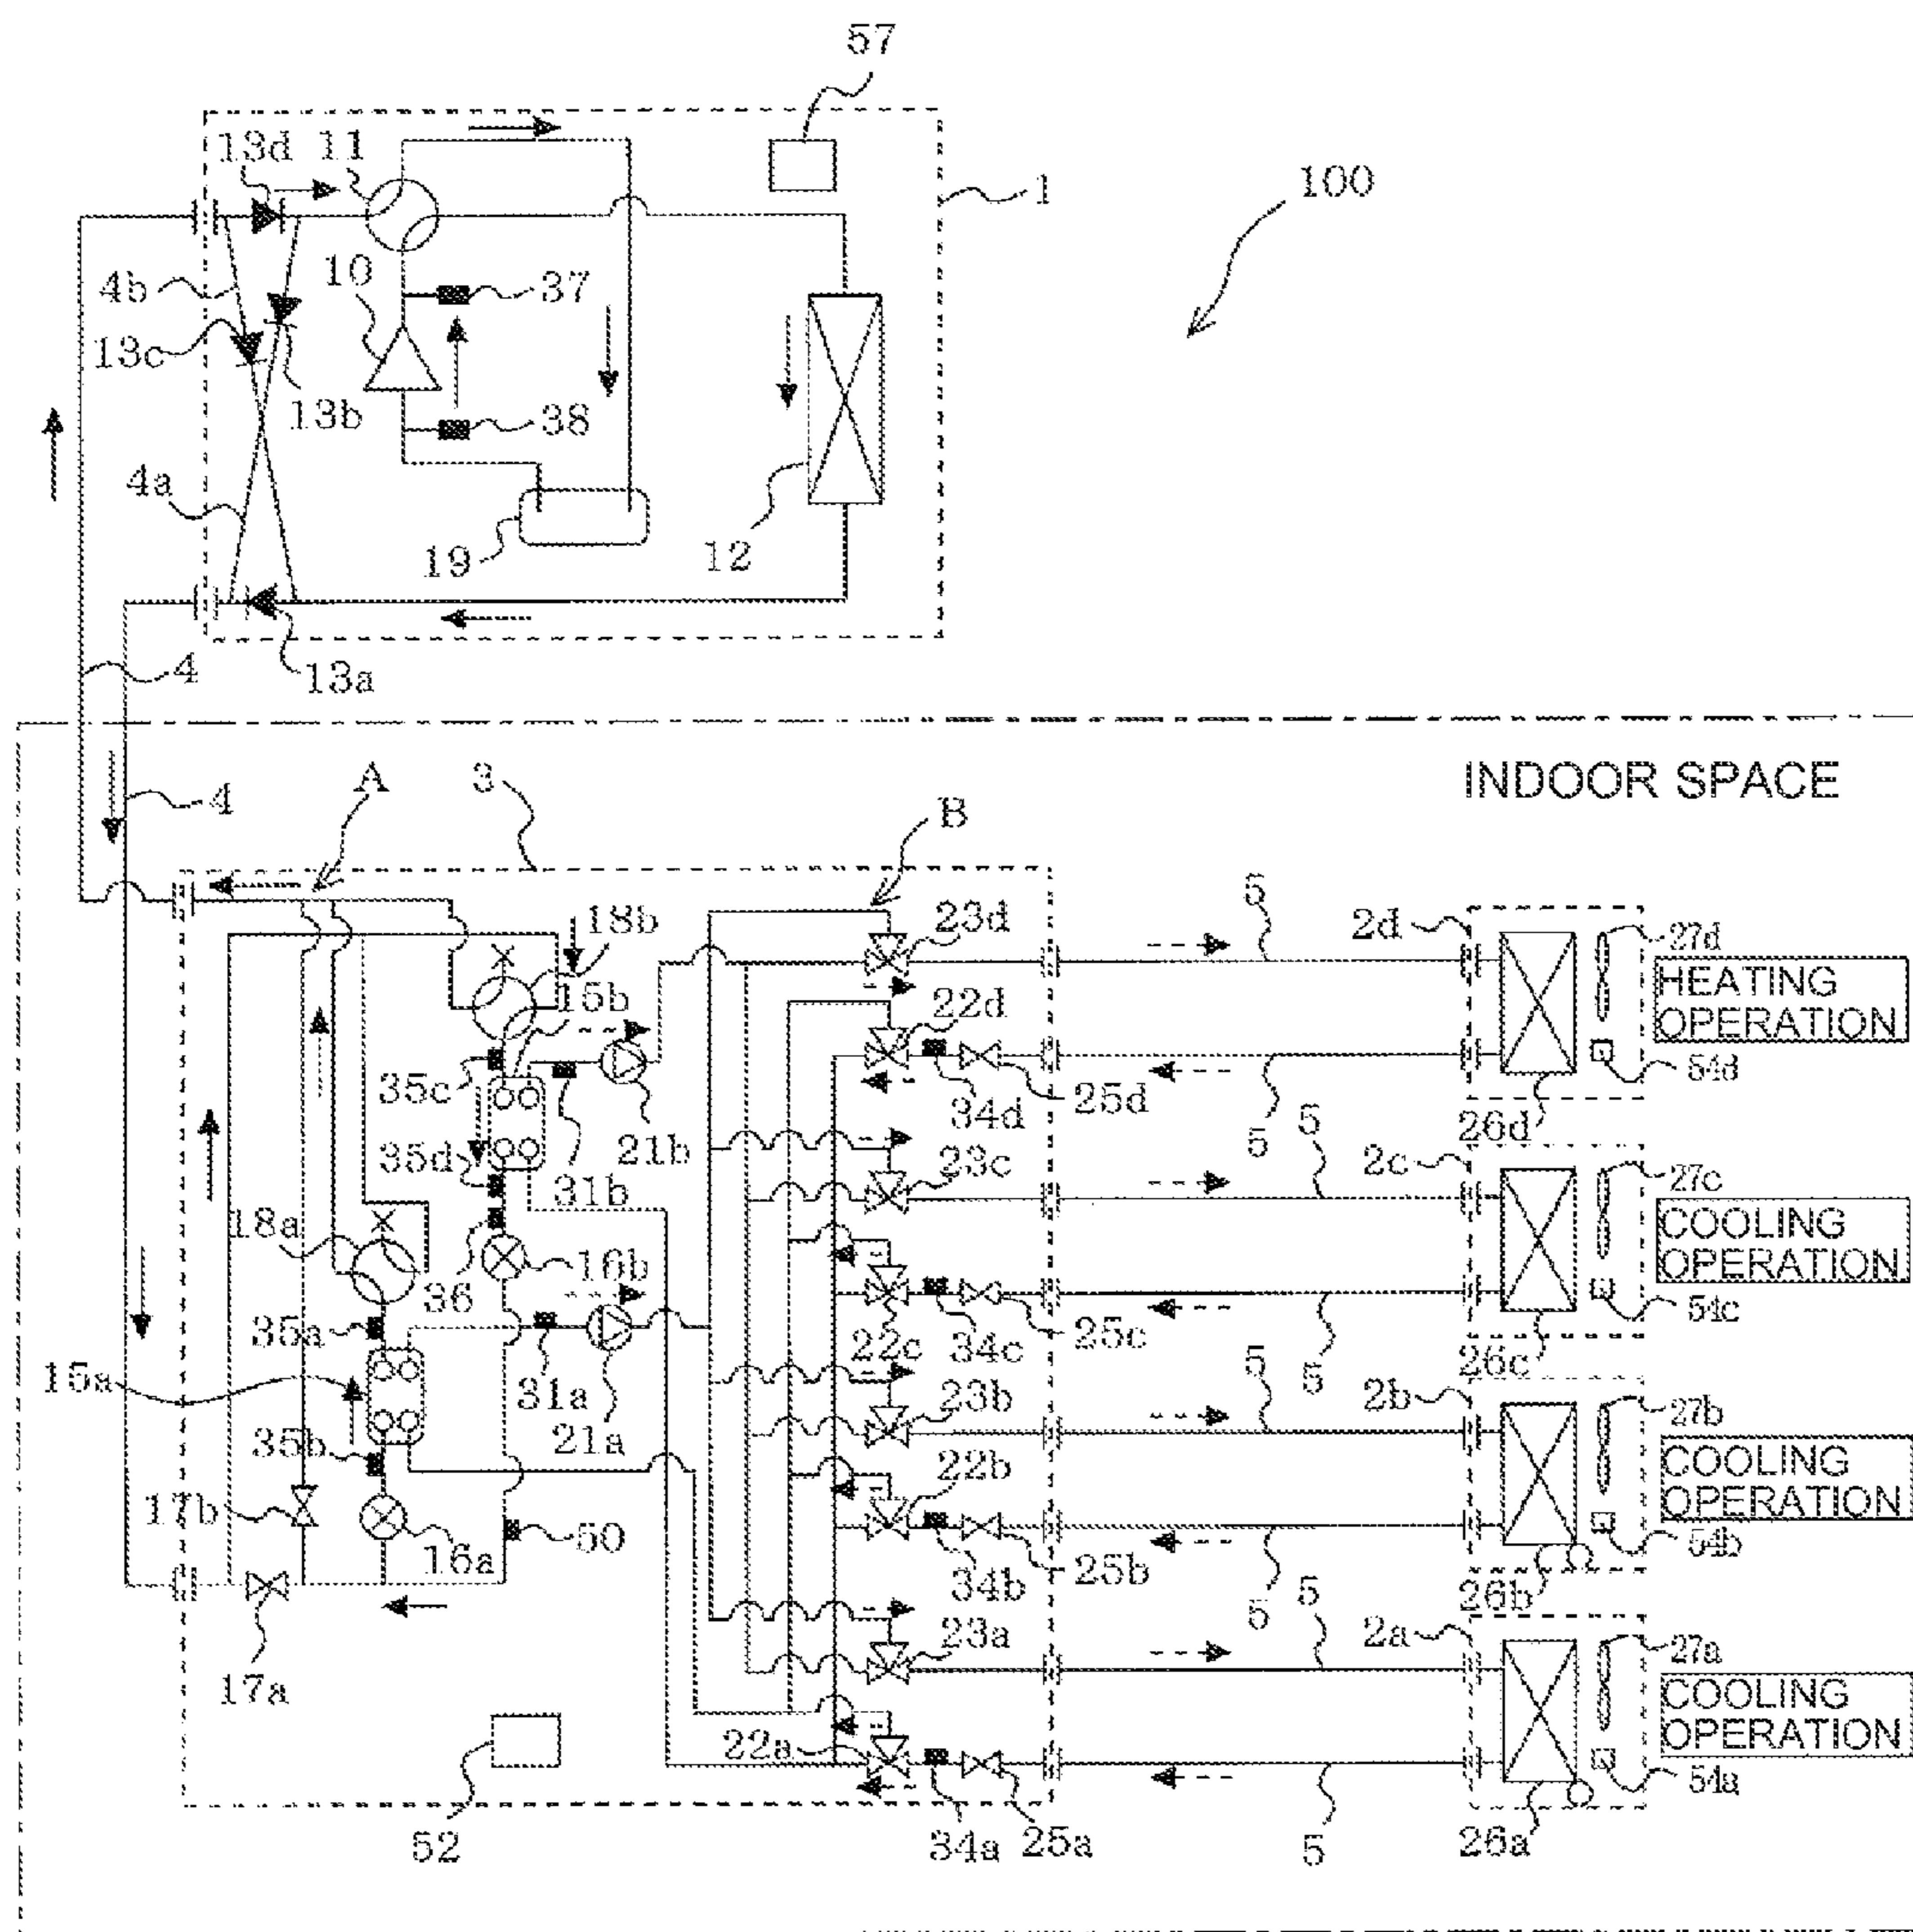 57
13d 11
1
100
4b
10
37
13c
13b
38
4a
19
12
4
13a
INDOOR SPACE
4
A
3
B
5
2d
27d
23d
18b
15b
22d
HEATING
OPERATION
35c
54d
34d
25d
26d
5
5
21b
35d
23c
2c
27c
31b
18a
COOLING
OPERATION
36
16b
54c
35a
22c
34c
25c
26c
5
5
15a
31a
21a
23b
2b
27b
35b
22b
COOLING
OPERATION
17b
50
54b
16a
34b
25b
26b
5
5
23a
2a
27a
17a
COOLING
OPERATION
22a
54a
52
34a
25a
5
26a